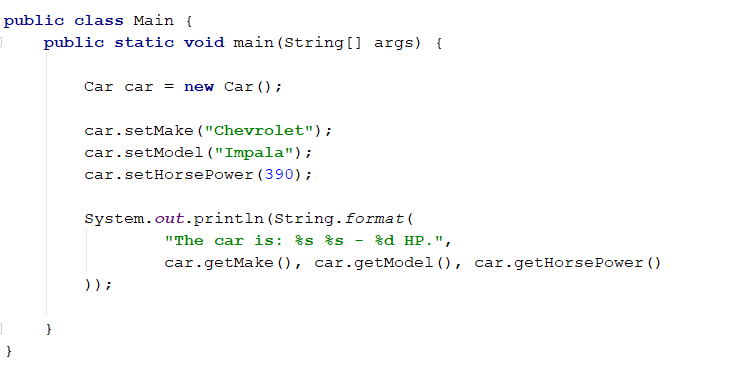 public class Main {
public static void main(String[] args) {
Car car = new Car();
car.setMake("Chevrolet");
car.setModel("Impala");
car.setHorsePower(390);
System.out.println(String.format(
"The car is: %s %s - %d HP.",
car.getMake(), car.getModel(), car.getHorsePower()
));
}
}